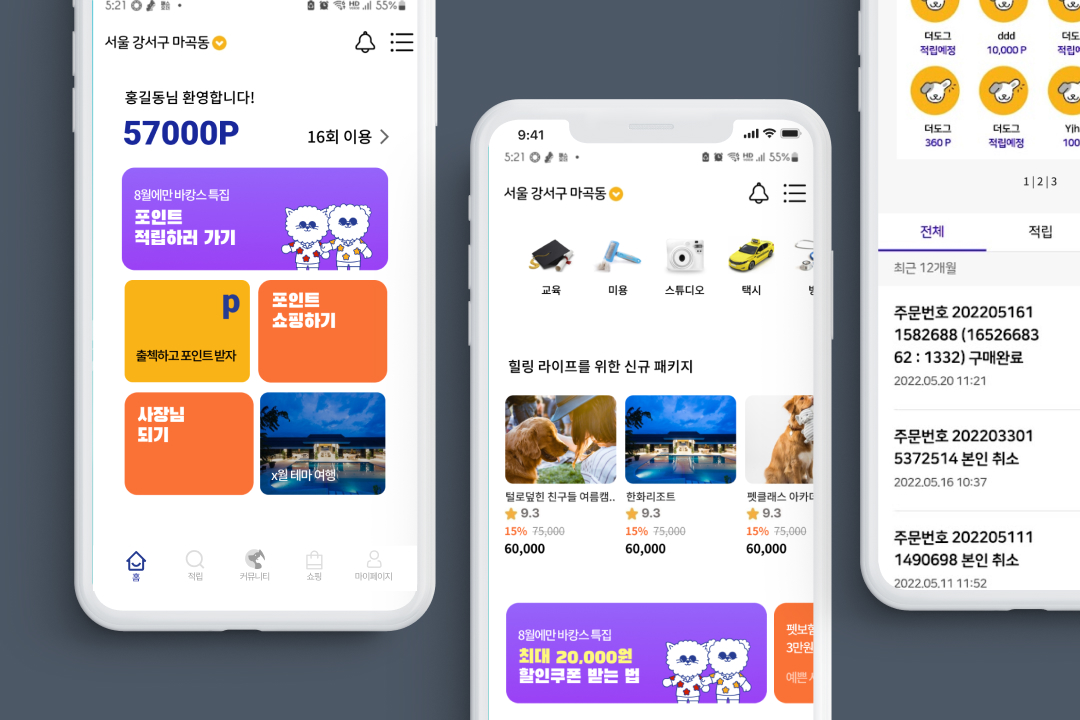 5:21
55%
서울 강서구 마곡동
홍길동님 환영합니다!
57000P
16회 이용
8월에만 바캉스 특집
포인트
적립하러 가기
p
출첵하고 포인트 받자
포인트
쇼핑하기
사장님
되기
x월 테마 여행
홈
적립
커뮤니티
쇼핑
마이페이지
9:41
5:21
55%
서울 강서구 마곡동
교육
미용
스튜디오
택시
힐링 라이프를 위한 신규 패키지
털로덮힌 친구들 여름캠..
한화리조트
펫클래스 아카데
9.3
9.3
9.3
15% 75,000
15% 75,000
15% 75,000
60,000
60,000
60,000
8월에만 바캉스 특집
최대 20,000원
할인쿠폰 받는 법
펫보험
3만원
예쁜
더도그
ddd
적립예정
10,000 P
더도그
더도그
360 P
적립예정
1 | 2 | 3
전체
적립
최근 12개월
주문번호 202205161
1582688 (16526683
62 : 1332) 구매완료
2022.05.20 11:21
주문번호 202203301
5372514 본인 취소
2022.05.16 10:37
주문번호 202205111
1490698 본인 취소
2022.05.11 11:52